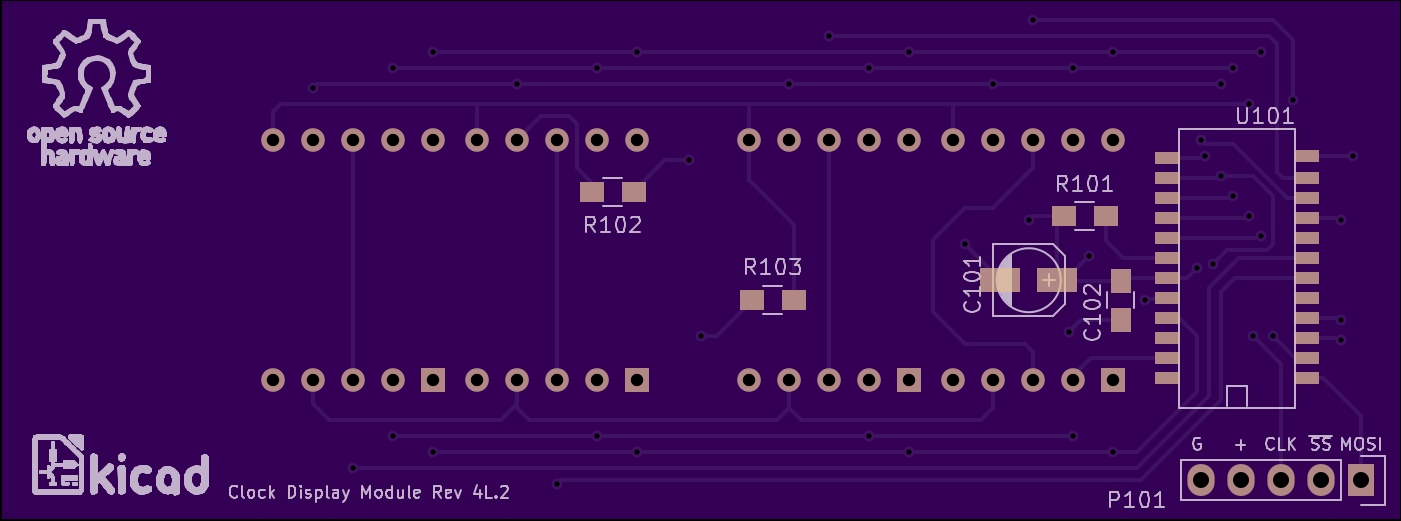 open source
hardware
U101
R101
R102
R103
C101
+
C102
G + CLK SS MOSI
P101
kicad
Clock Display Module Rev 4L.2